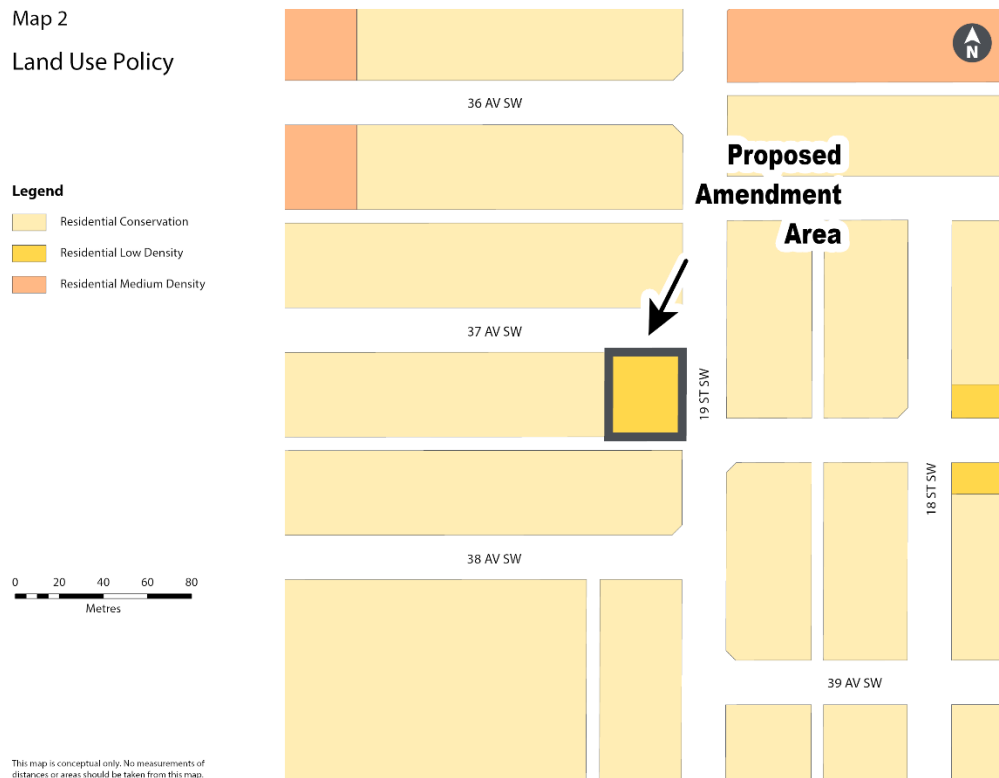 Map 2
Land Use Policy
N
36 AV SW
Proposed
Amendment
Area
Legend
Residential Conservation
Residential Low Density
Residential Medium Density
37 AV SW
19 ST SW
18 ST SW
38 AV SW
0 20 40 60 80
Metres
39 AV SW
This map is conceptual only. No measurements of
distances or areas should be taken from this map.